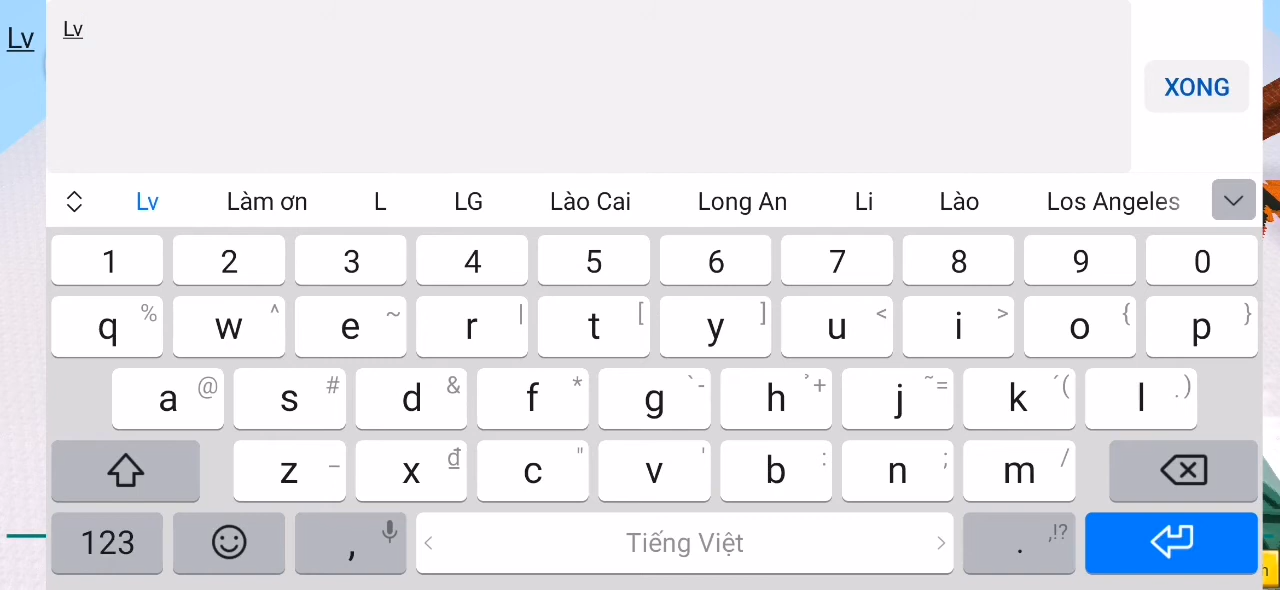 Lv
Lv
XONG
Lv Làm ơn L LG Lào Cai Long An Li Lào Los Angeles
1 2 3 4 5 6 7 8 9 0
q % w ^ e ~ r | t [ y ] u < i > o { p }
a @ s # d & f * g ` - h ̉ + j ˜ = k ´ ( l . )
z _ x ₫ c " v ' b : n ; m /
123 , < Tiếng Việt > . ,!?
n